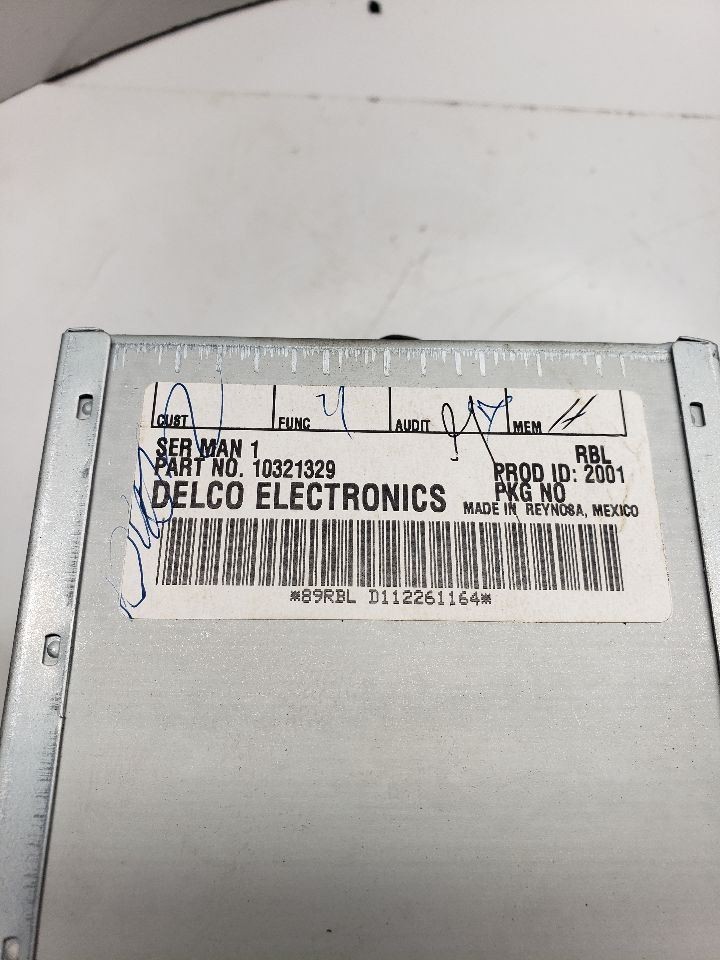 CUST FUNC AUDIT MEM
SER MAN 1 RBL
PART NO. 10321329 PROD ID: 2001
PKG NO
DELCO ELECTRONICS MADE IN REYNOSA, MEXICO
*89RBL D112261164*